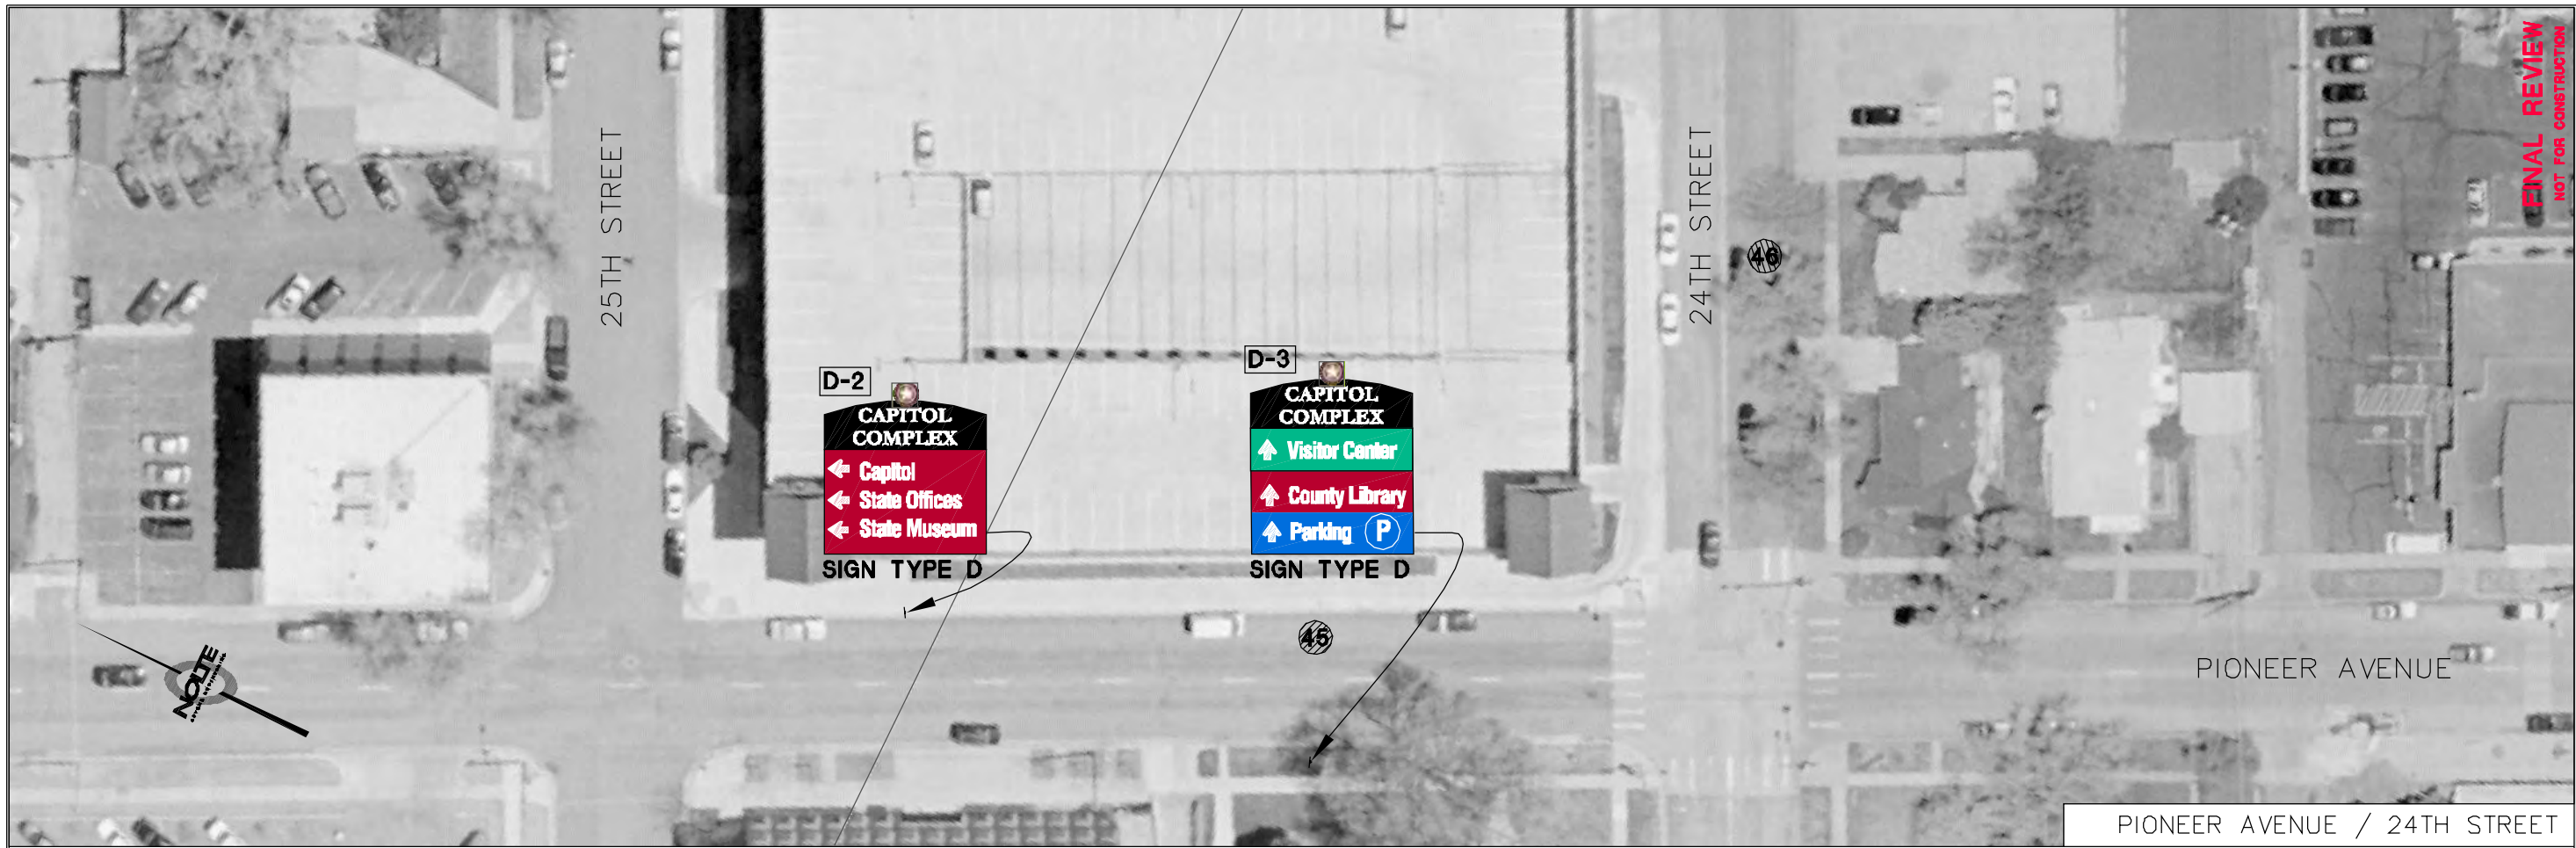 FINAL REVIEW
NOT FOR CONSTRUCTION
25TH STREET
24TH STREET
46
D-2
CAPITOL
COMPLEX
Capitol
State Offices
State Museum
SIGN TYPE D
D-3
CAPITOL
COMPLEX
Visitor Center
County Library
Parking P
SIGN TYPE D
45
NOLTE
PIONEER AVENUE
PIONEER AVENUE / 24TH STREET